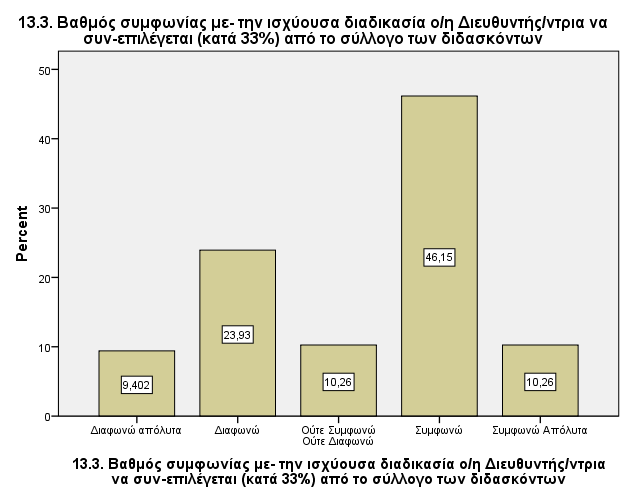 13.3. Βαθμός συμφωνίας με- την ισχύουσα διαδικασία ο/η Διευθυντής/ντρια να
συν-επιλέγεται (κατά 33%) από το σύλλογο των διδασκόντων
Percent
50
40
30
20
10
0
9,402
23,93
10,26
46,15
10,26
Διαφωνώ απόλυτα
Διαφωνώ
Ούτε Συμφωνώ
Ούτε Διαφωνώ
Συμφωνώ
Συμφωνώ Απόλυτα
13.3. Βαθμός συμφωνίας με- την ισχύουσα διαδικασία ο/η Διευθυντής/ντρια
να συν-επιλέγεται (κατά 33%) από το σύλλογο των διδασκόντων